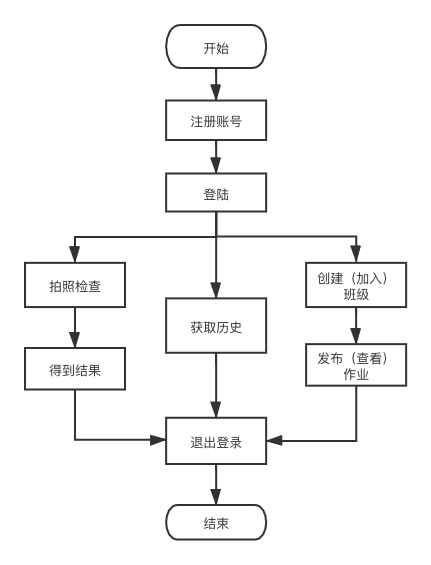 开始
注册账号
登陆
拍照检查
得到结果
获取历史
创建（加入）
班级
发布（查看）
作业
退出登录
结束